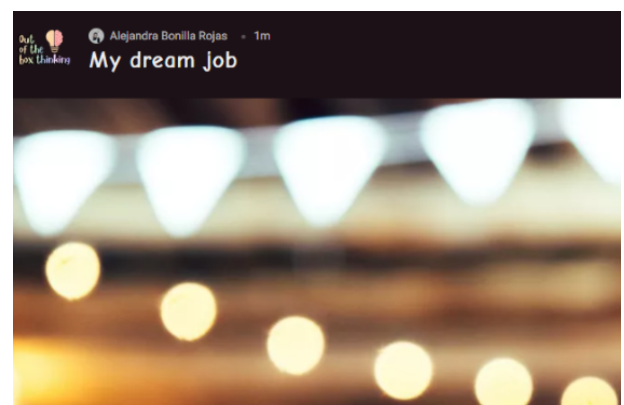 Out
of the
box thinking
Alejandra Bonilla Rojas • 1m
My dream job